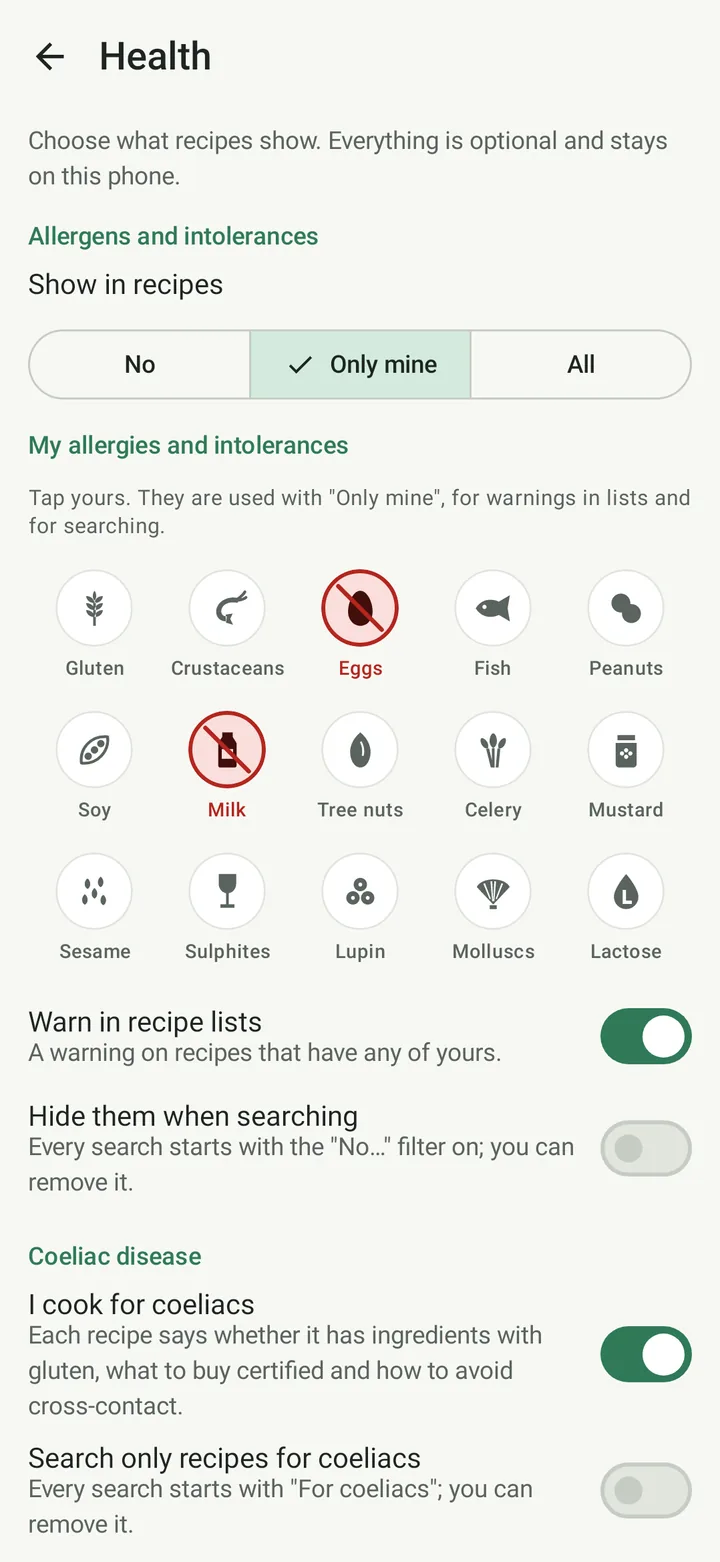 Health
Choose what recipes show. Everything is optional and stays
on this phone.
Allergens and intolerances
Show in recipes
No
Only mine
All
My allergies and intolerances
Tap yours. They are used with "Only mine", for warnings in lists and
for searching.
Gluten
Crustaceans
Eggs
Fish
Peanuts
Soy
Milk
Tree nuts
Celery
Mustard
L
Sesame
Sulphites
Lupin
Molluscs
Lactose
Warn in recipe lists
A warning on recipes that have any of yours.
Hide them when searching
Every search starts with the "No…" filter on; you can
remove it.
Coeliac disease
I cook for coeliacs
Each recipe says whether it has ingredients with
gluten, what to buy certified and how to avoid
cross-contact.
Search only recipes for coeliacs
Every search starts with "For coeliacs"; you can
remove it.